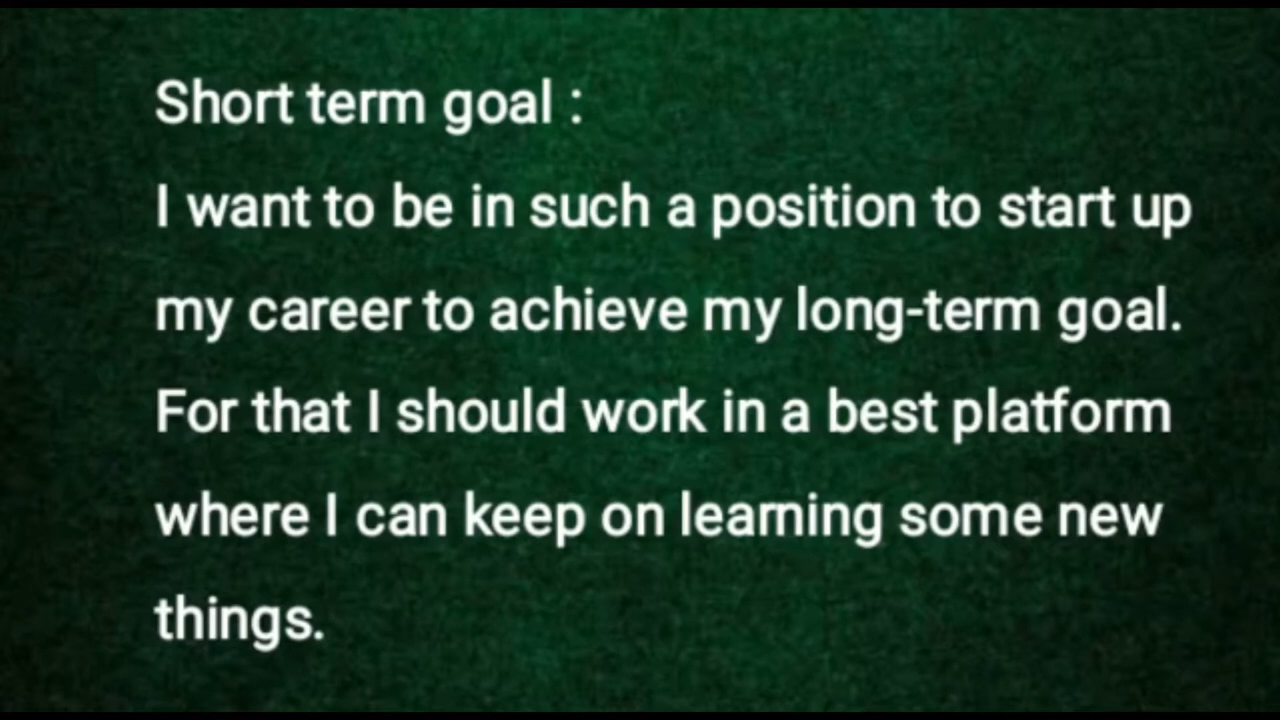 Short term goal :
I want to be in such a position to start up
my career to achieve my long-term goal.
For that I should work in a best platform
where I can keep on learning some new
things.